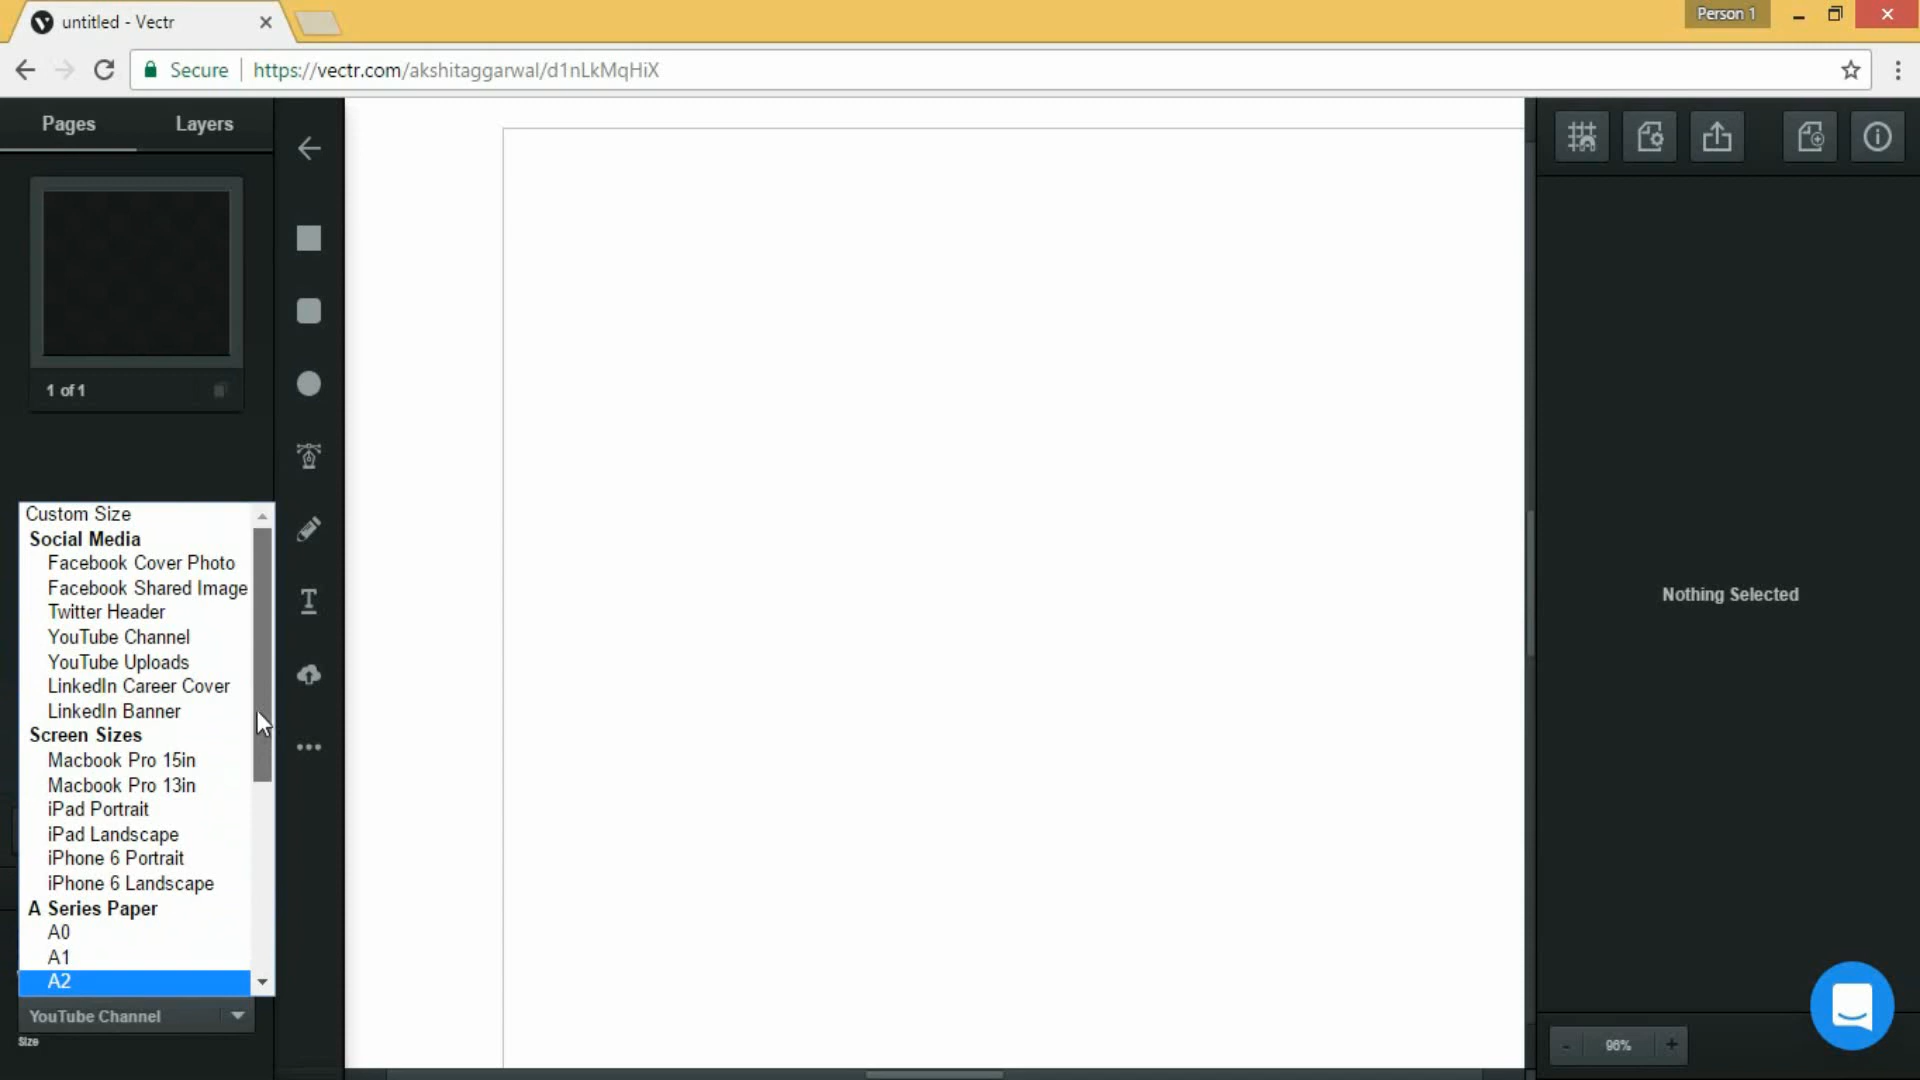 untitled - Vectr
Person 1
Secure
https://vectr.com/akshitaggarwal/d1nLkMqHiX
Pages
Layers
1 of 1
Custom Size
Social Media
Facebook Cover Photo
Facebook Shared Image
Twitter Header
YouTube Channel
YouTube Uploads
LinkedIn Career Cover
LinkedIn Banner
Screen Sizes
Macbook Pro 15in
Macbook Pro 13in
iPad Portrait
iPad Landscape
iPhone 6 Portrait
iPhone 6 Landscape
A Series Paper
A0
A1
A2
YouTube Channel
Size
Nothing Selected
- 96% +